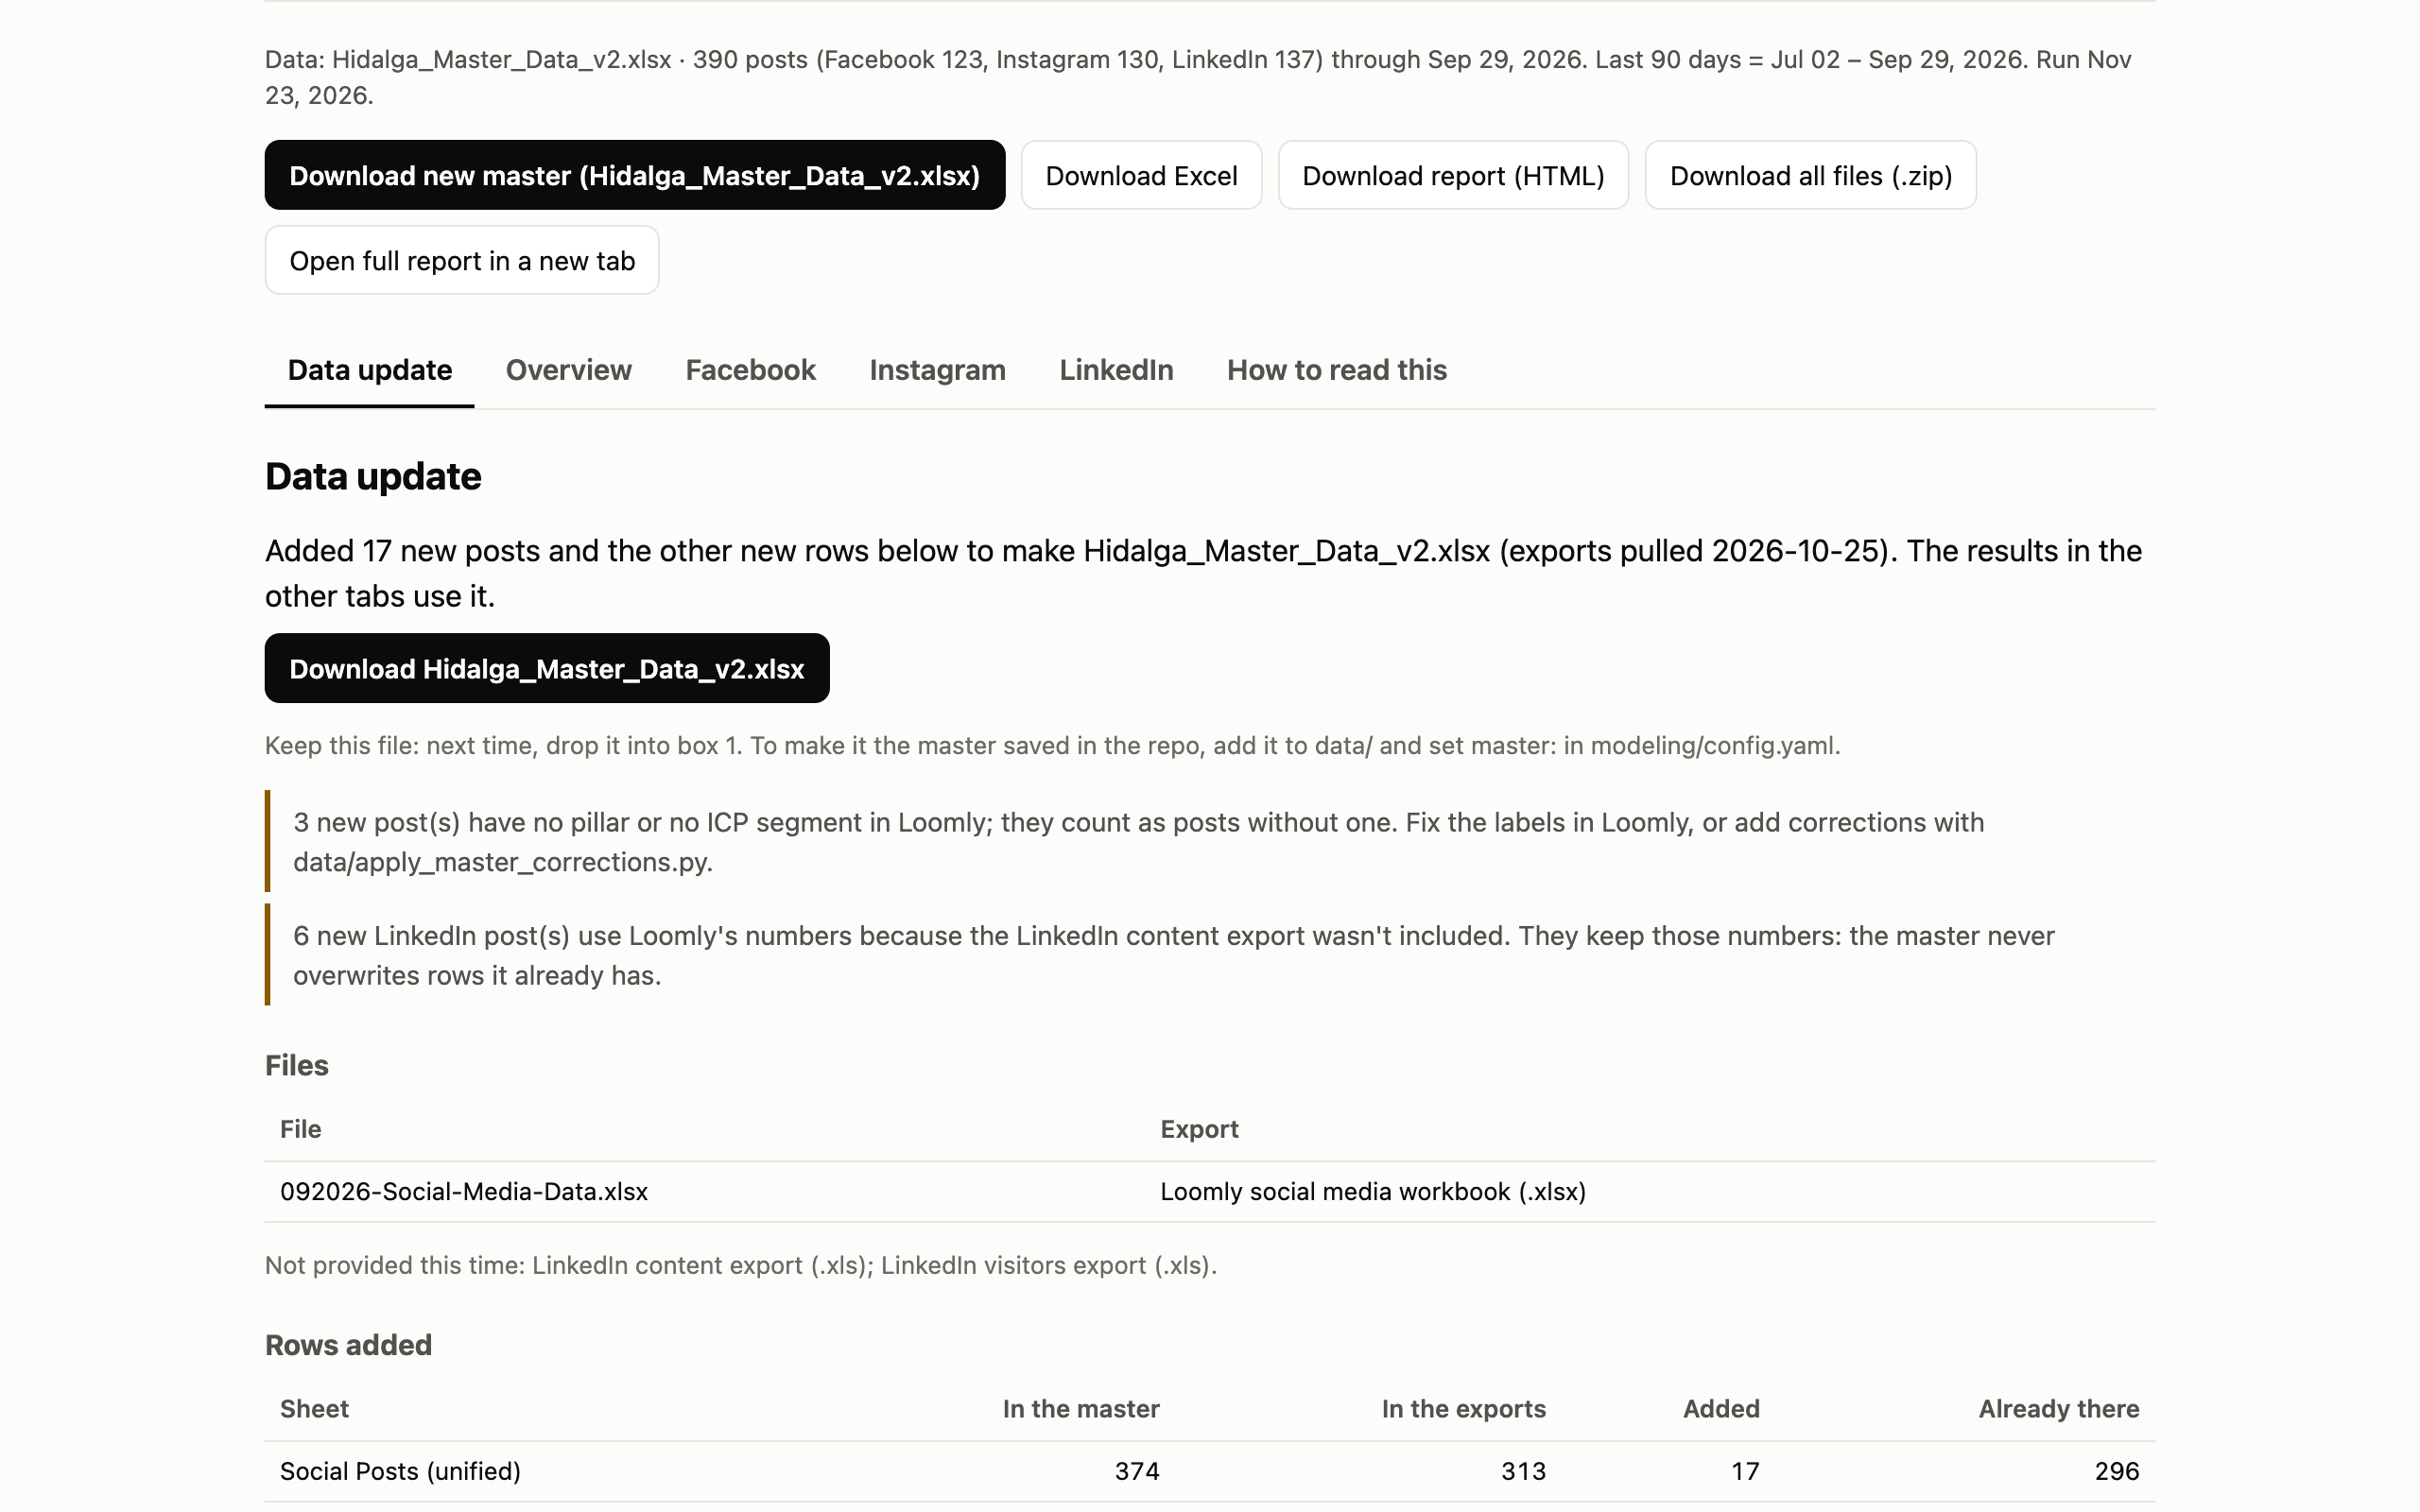 Data: Hidalga_Master_Data_v2.xlsx · 390 posts (Facebook 123, Instagram 130, LinkedIn 137) through Sep 29, 2026. Last 90 days = Jul 02 – Sep 29, 2026. Run Nov
23, 2026.
Download new master (Hidalga_Master_Data_v2.xlsx) Download Excel Download report (HTML) Download all files (.zip)
Open full report in a new tab
Data update Overview Facebook Instagram LinkedIn How to read this
Data update
Added 17 new posts and the other new rows below to make Hidalga_Master_Data_v2.xlsx (exports pulled 2026-10-25). The results in the
other tabs use it.
Download Hidalga_Master_Data_v2.xlsx
Keep this file: next time, drop it into box 1. To make it the master saved in the repo, add it to data/ and set master: in modeling/config.yaml.
3 new post(s) have no pillar or no ICP segment in Loomly; they count as posts without one. Fix the labels in Loomly, or add corrections with
data/apply_master_corrections.py.
6 new LinkedIn post(s) use Loomly's numbers because the LinkedIn content export wasn't included. They keep those numbers: the master never
overwrites rows it already has.
Files
File Export
092026-Social-Media-Data.xlsx Loomly social media workbook (.xlsx)
Not provided this time: LinkedIn content export (.xls); LinkedIn visitors export (.xls).
Rows added
Sheet In the master In the exports Added Already there
Social Posts (unified) 374 313 17 296